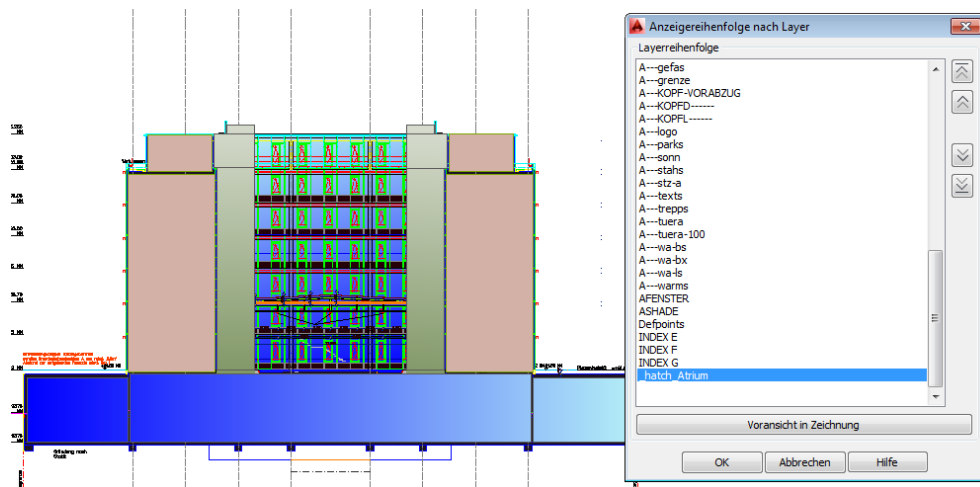 Anzeigereihenfolge nach Layer
Layerreihenfolge
A---gefas
A---grenze
A---KOPF-VORABZUG
A---KOPFD------
A---KOPFL------
A---logo
A---parks
A---sonn
A---stahs
A---stz-a
A---texts
A---trepps
A---tuera
A---tuera-100
A---wa-bs
A---wa-bx
A---wa-ls
A---warms
AFENSTER
ASHADE
Defpoints
INDEX E
INDEX F
INDEX G
_hatch_Atrium
Voransicht in Zeichnung
OK
Abbrechen
Hilfe